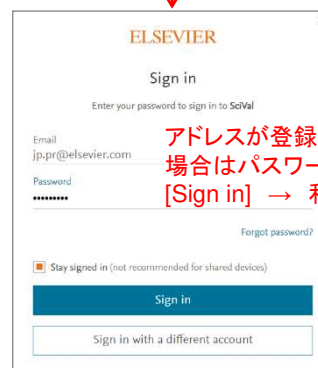 ELSEVIER
Sign in
Enter your password to sign in to SciVal
Email
jp.pr@elsevier.com
アドレスが登録
場合はパスワー
Password
•••••••••
[Sign in] →
Forgot password?
Stay signed in (not recommended for shared devices)
Sign in
Sign in with a different account